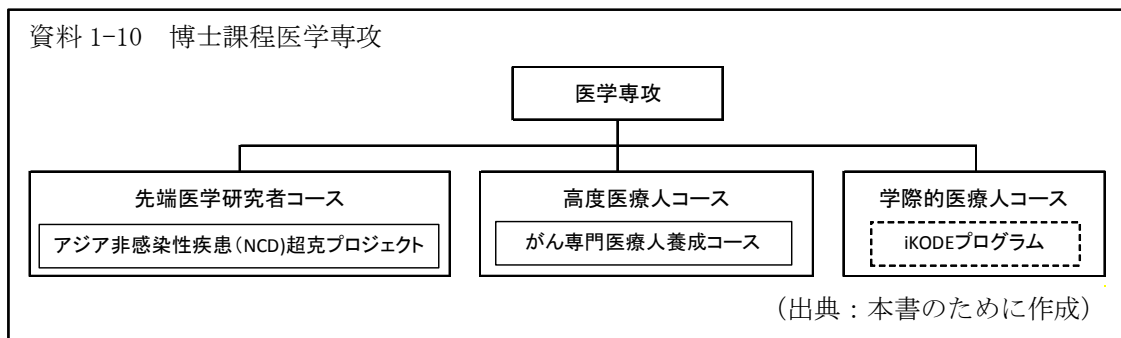 資料 1-10　博士課程医学専攻
医学専攻
先端医学研究者コース
アジア非感染性疾患(NCD)超克プロジェクト
高度医療人コース
がん専門医療人養成コース
学際的医療人コース
iKODEプログラム
（出典：本書のために作成）